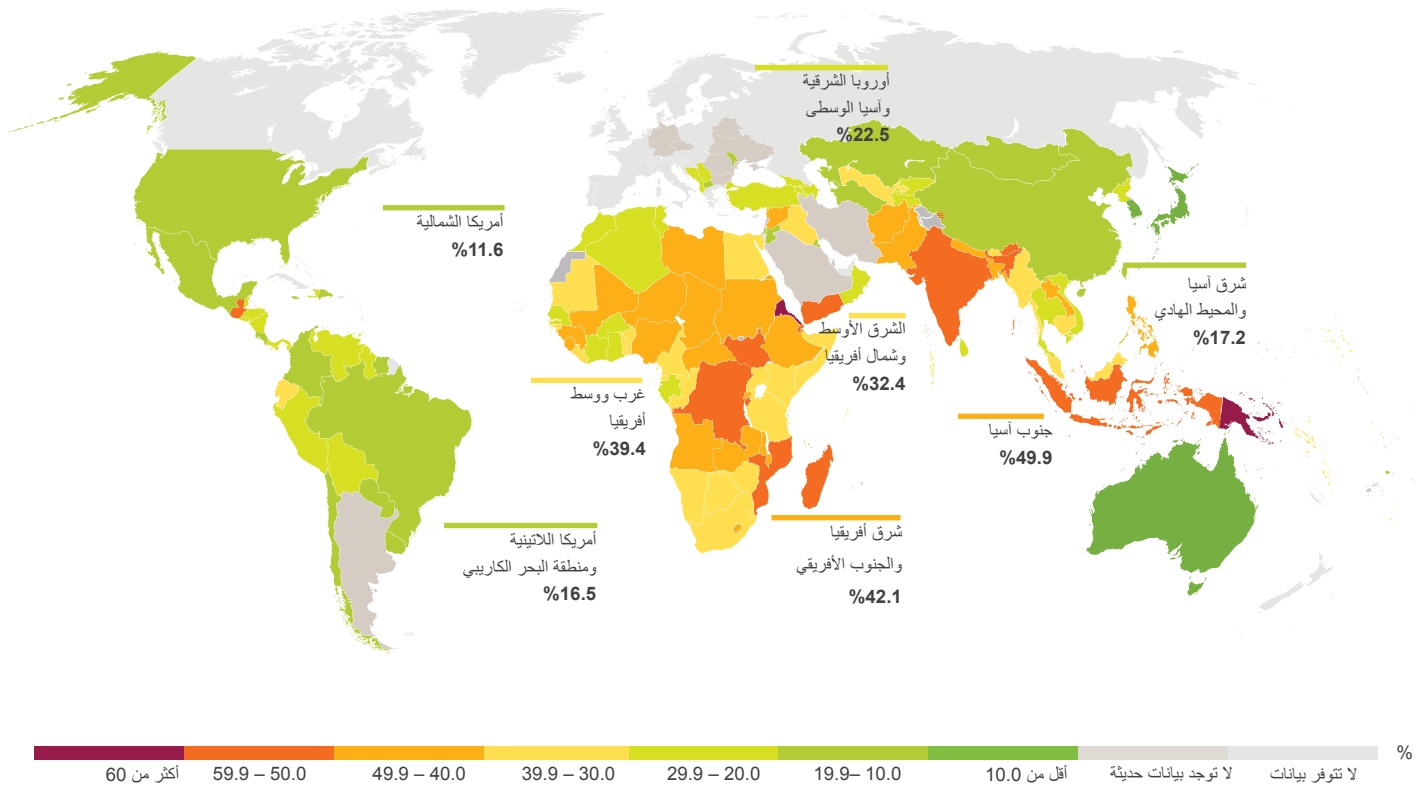 أوروبا الشرقية
وآسيا الوسطى
%22.5
أمريكا الشمالية
%11.6
شرق آسيا
والمحيط الهادي
%17.2
الشرق الأوسط
وشمال أفريقيا
%32.4
غرب ووسط
أفريقيا
%39.4
جنوب آسيا
%49.9
أمريكا اللاتينية
ومنطقة البحر الكاريبي
%16.5
شرق أفريقيا
والجنوب الأفريقي
%42.1
%
لا تتوفر بيانات
لا توجد بيانات حديثة
أقل من 10.0
10.0 – 19.9
20.0 – 29.9
30.0 – 39.9
40.0 – 49.9
50.0 – 59.9
أكثر من 60